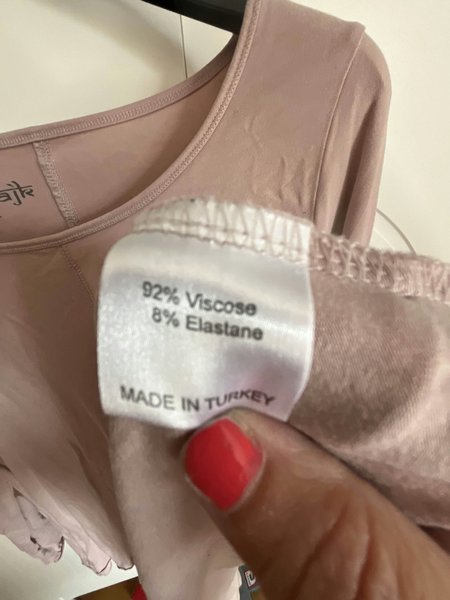 92% Viscose
8% Elastane
MADE IN TURKEY